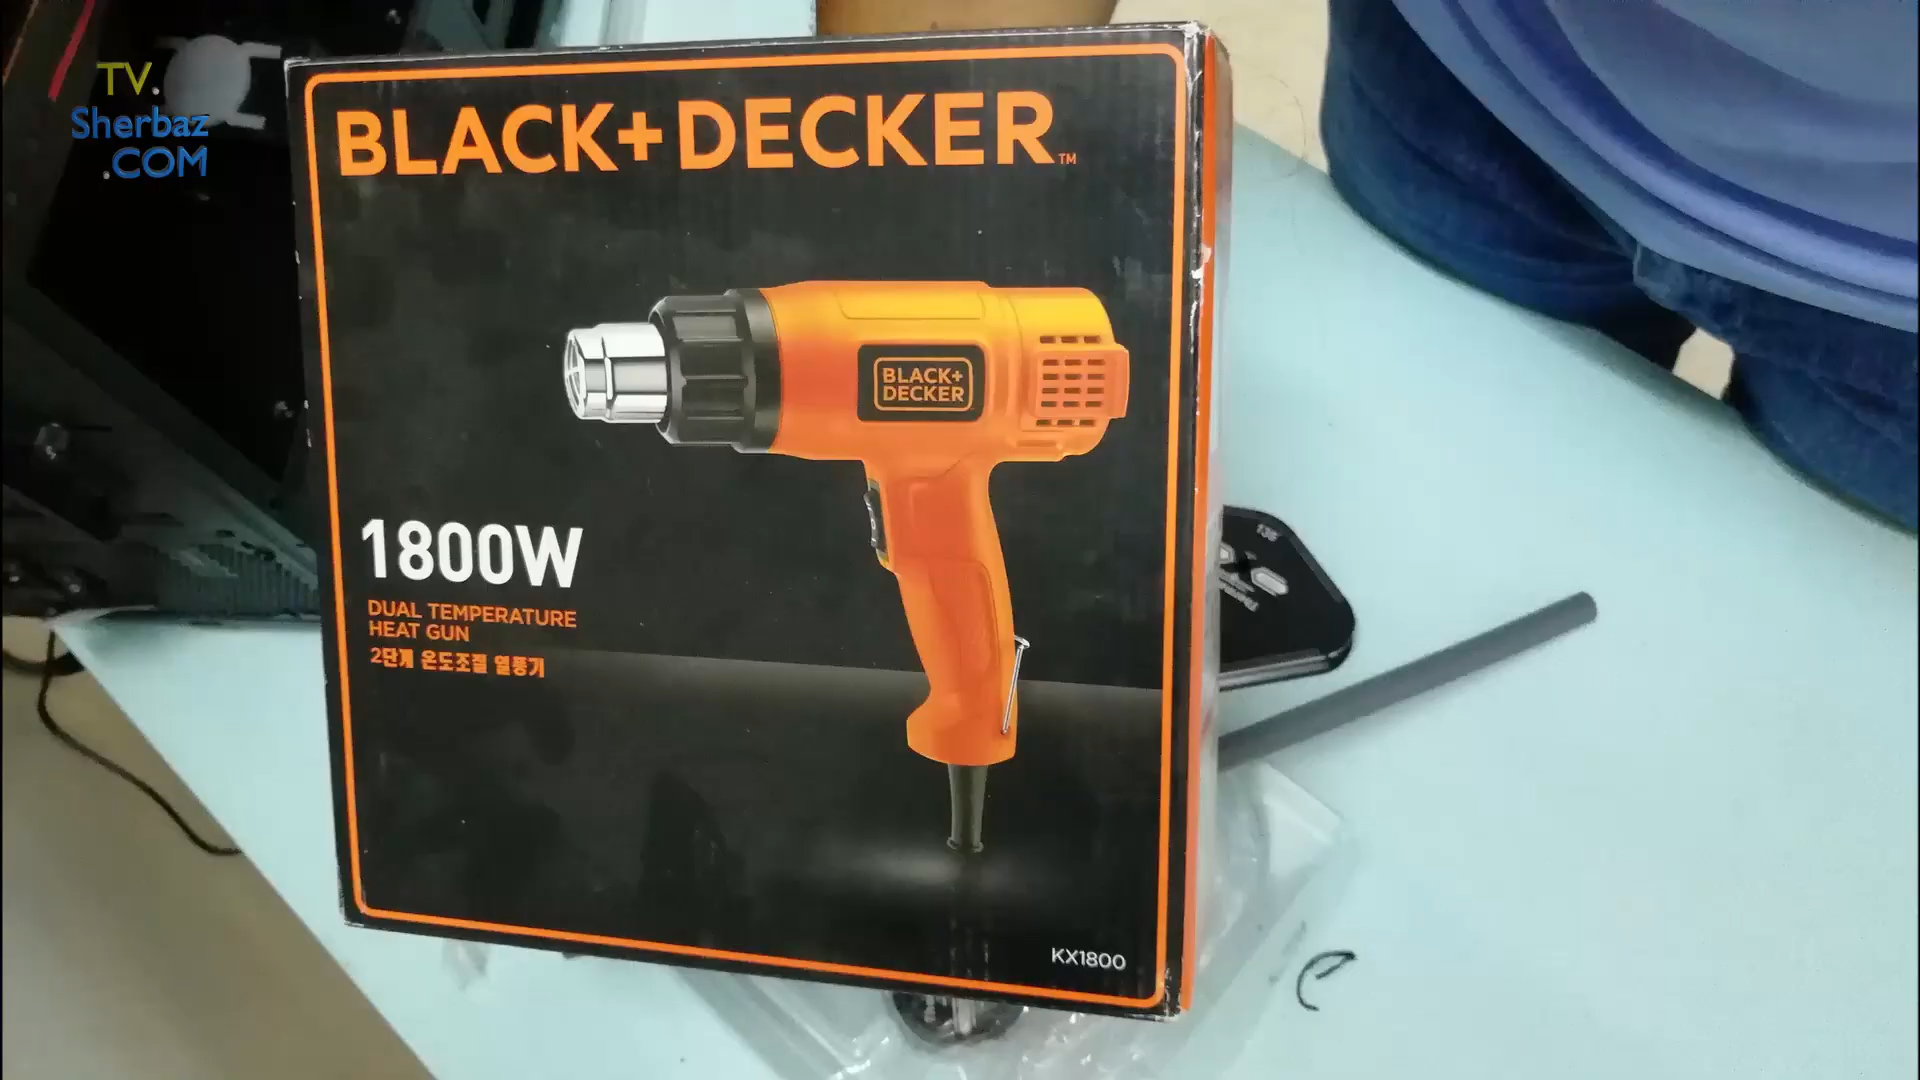 TV.
Sherbaz
.COM
BLACK+DECKER™
BLACK+
DECKER
1800W
DUAL TEMPERATURE
HEAT GUN
2단계 온도조절 열풍기
KX1800